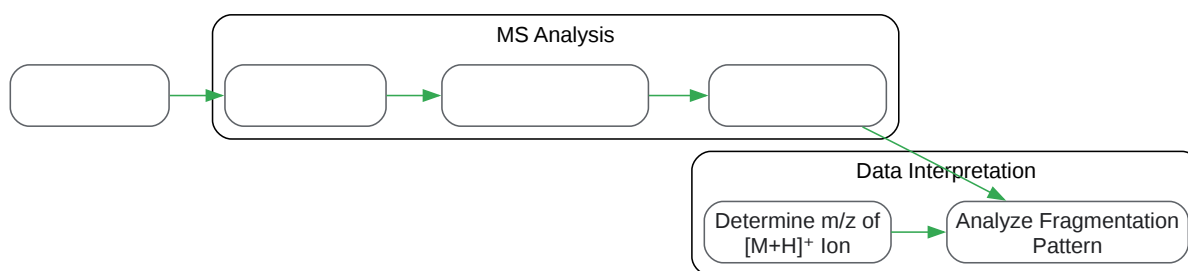 MS Analysis
Data Interpretation
Determine m/z of
[M+H]⁺ Ion
Analyze Fragmentation
Pattern